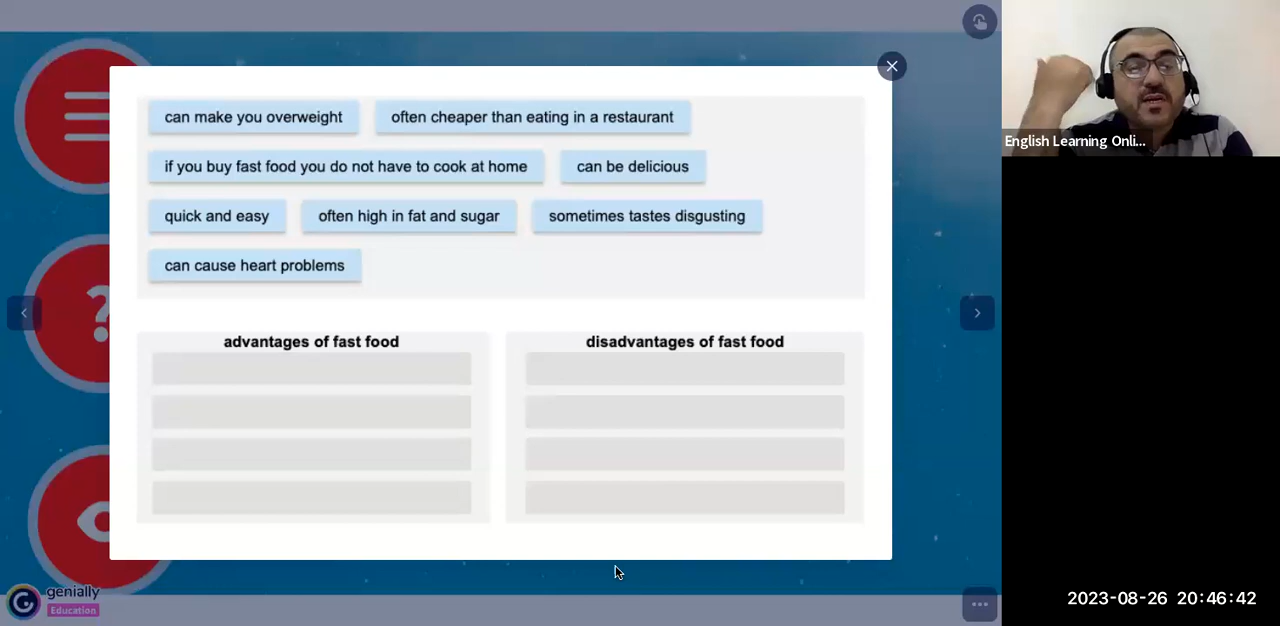 can make you overweight often cheaper than eating in a restaurant
if you buy fast food you do not have to cook at home can be delicious
quick and easy often high in fat and sugar sometimes tastes disgusting
can cause heart problems
advantages of fast food disadvantages of fast food
English Learning Onli...
?
genially
Education
2023-08-26 20:46:42